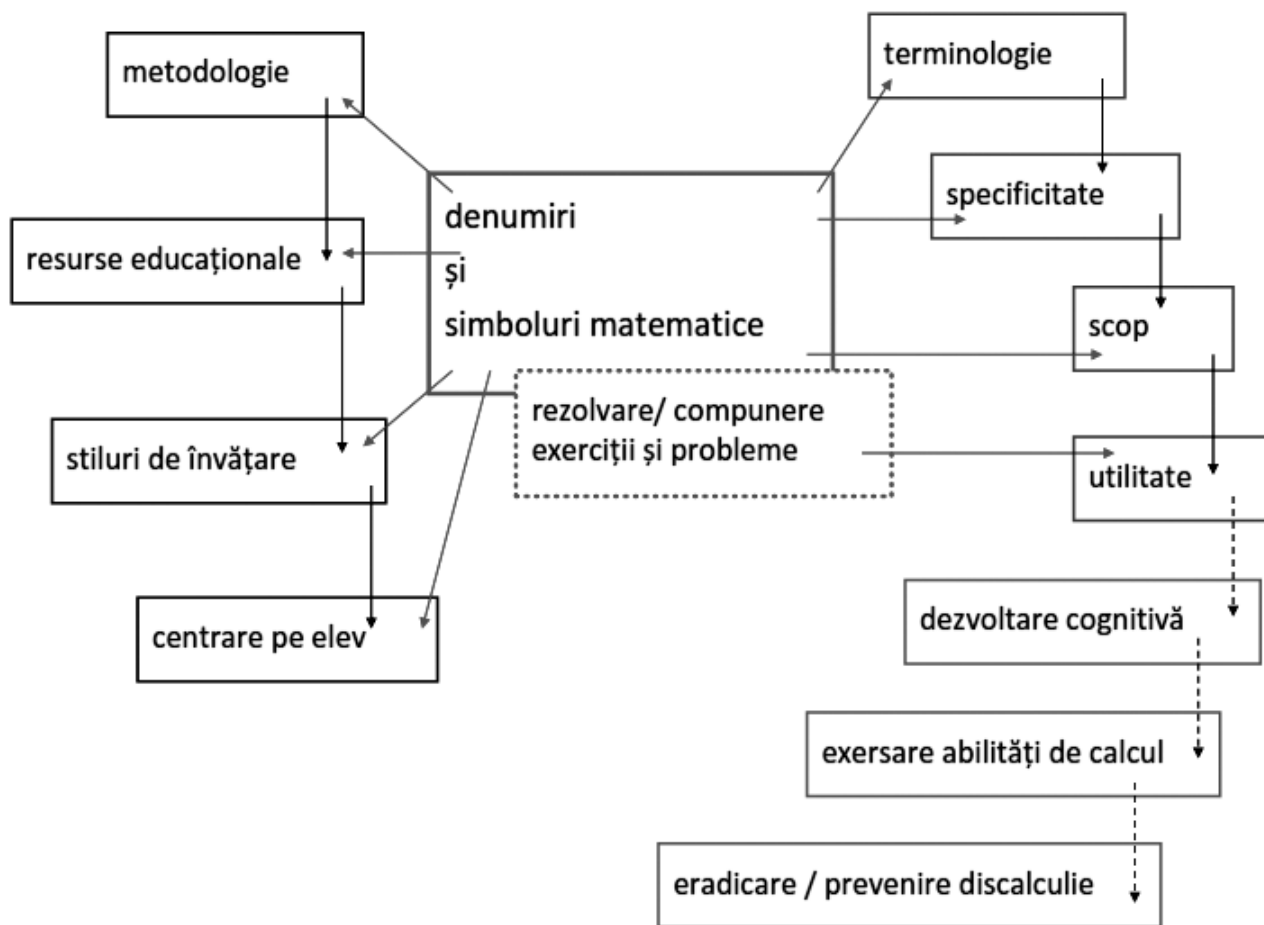 metodologie
terminologie
denumiri
și
simboluri matematice
specificitate
resurse educaționale
scop
rezolvare/ compunere
exerciții și probleme
stiluri de învățare
utilitate
centrare pe elev
dezvoltare cognitivă
exersare abilități de calcul
eradicare / prevenire discalculie